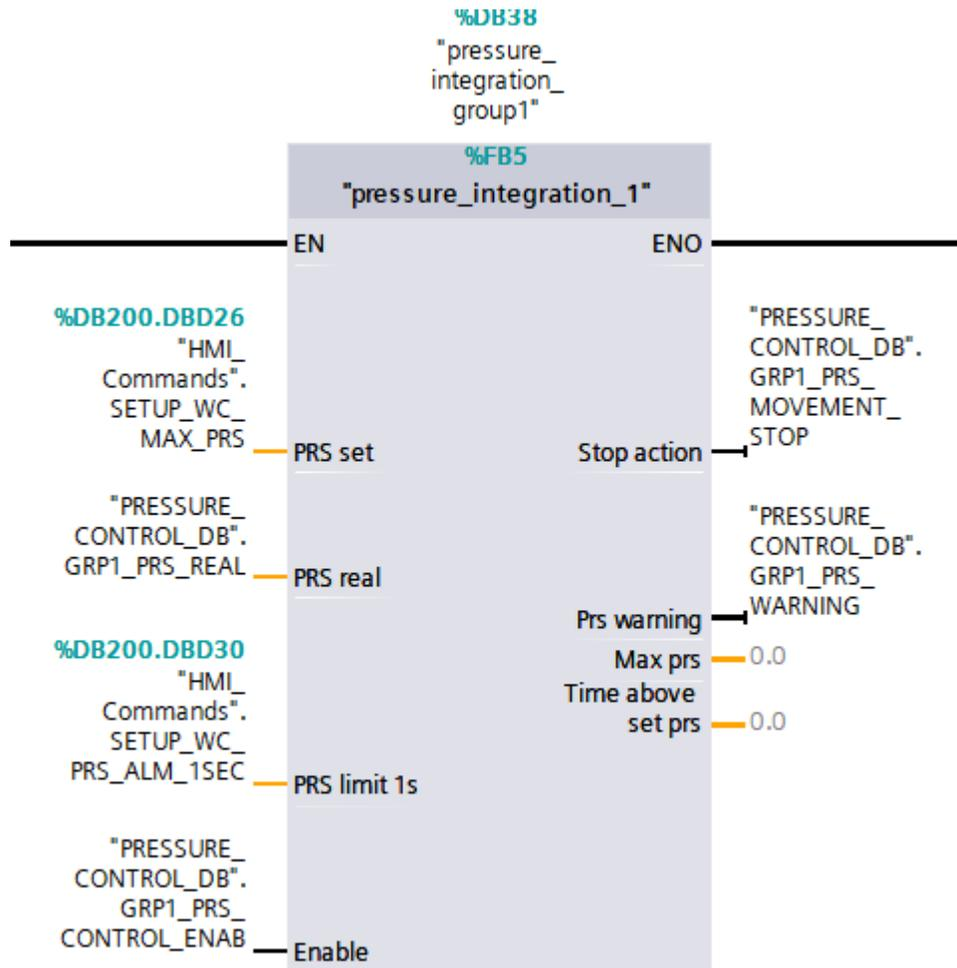 %DB38
"pressure_
integration_
group1"
%FB5
"pressure_integration_1"
EN
ENO
%DB200.DBD26
"HMI_
Commands".
SETUP_WC_
MAX_PRS
PRS set
"PRESSURE_
CONTROL_DB".
GRP1_PRS_
MOVEMENT_
STOP
Stop action
"PRESSURE_
CONTROL_DB".
GRP1_PRS_REAL
PRS real
"PRESSURE_
CONTROL_DB".
GRP1_PRS_
WARNING
Prs warning
Max prs
0.0
Time above
set prs
0.0
%DB200.DBD30
"HMI_
Commands".
SETUP_WC_
PRS_ALM_1SEC
PRS limit 1s
"PRESSURE_
CONTROL_DB".
GRP1_PRS_
CONTROL_ENAB
Enable